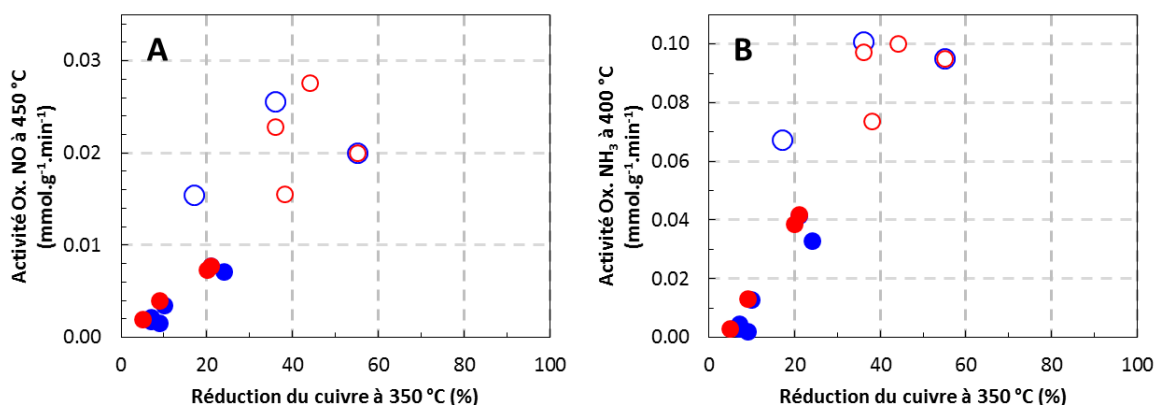 A
Activité Ox. NO à 450 °C
(mmol.g⁻¹.min⁻¹)
0.03
0.02
0.01
0.00
0 20 40 60 80 100
Réduction du cuivre à 350 °C (%)
B
Activité Ox. NH₃ à 400 °C
(mmol.g⁻¹.min⁻¹)
0.10
0.08
0.06
0.04
0.02
0.00
0 20 40 60 80 100
Réduction du cuivre à 350 °C (%)